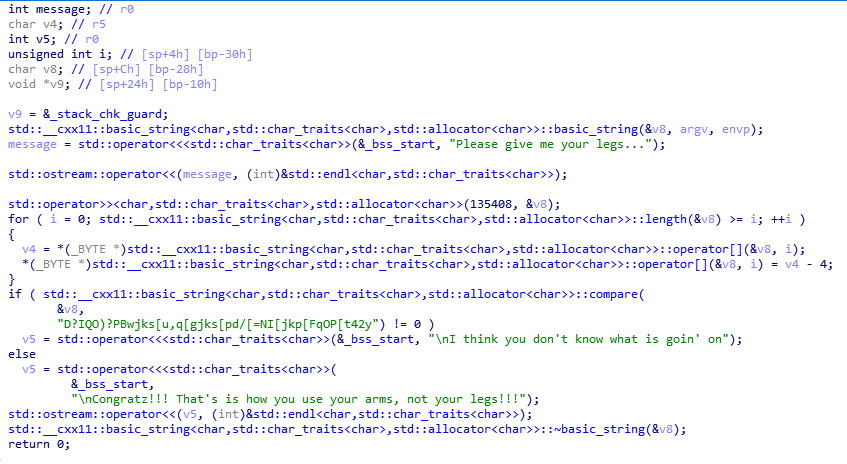 int message; // r0
char v4; // r5
int v5; // r0
unsigned int i; // [sp+4h] [bp-30h]
char v8; // [sp+Ch] [bp-28h]
void *v9; // [sp+24h] [bp-10h]
v9 = &_stack_chk_guard;
std::__cxx11::basic_string<char,std::char_traits<char>,std::allocator<char>>::basic_string(&v8, argv, envp);
message = std::operator<<<std::char_traits<char>>(&_bss_start, "Please give me your legs...");
std::ostream::operator<<(message, (int)&std::endl<char,std::char_traits<char>>);
std::operator>><char,std::char_traits<char>,std::allocator<char>>(135408, &v8);
for ( i = 0; std::__cxx11::basic_string<char,std::char_traits<char>,std::allocator<char>>::length(&v8) >= i; ++i )
{
v4 = *(_BYTE *)std::__cxx11::basic_string<char,std::char_traits<char>,std::allocator<char>>::operator[](&v8, i);
*(_BYTE *)std::__cxx11::basic_string<char,std::char_traits<char>,std::allocator<char>>::operator[](&v8, i) = v4 - 4;
}
if ( std::__cxx11::basic_string<char,std::char_traits<char>,std::allocator<char>>::compare(
&v8,
"D?IQO)?PBwjks[u,q[gjks[pd/[=NI[jkp[FqOP[t42y") != 0 )
v5 = std::operator<<<std::char_traits<char>>(&_bss_start, "\nI think you don't know what is goin' on");
else
v5 = std::operator<<<std::char_traits<char>>(
&_bss_start,
"\nCongratz!!! That's is how you use your arms, not your legs!!!");
std::ostream::operator<<(v5, (int)&std::endl<char,std::char_traits<char>>);
std::__cxx11::basic_string<char,std::char_traits<char>,std::allocator<char>>::~basic_string(&v8);
return 0;